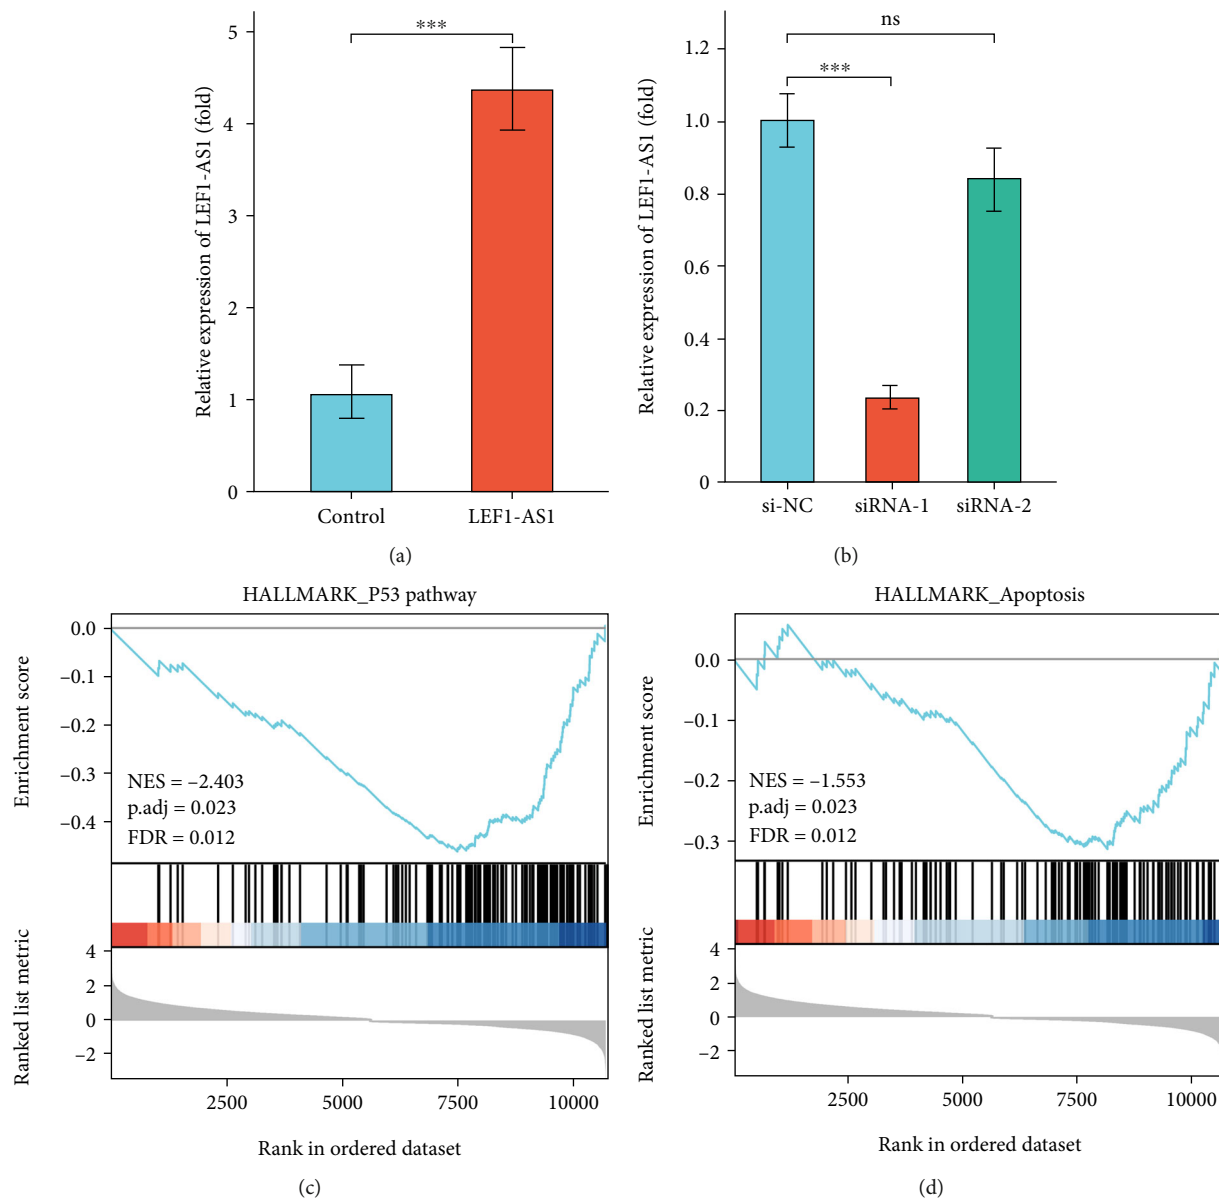 Relative expression of LEF1-AS1 (fold)
5
4
3
2
1
0
***
Control
LEF1-AS1
(a)
Relative expression of LEF1-AS1 (fold)
1.2
1.0
0.8
0.6
0.4
0.2
0
ns
***
si-NC
siRNA-1
siRNA-2
(b)
HALLMARK_P53 pathway
Enrichment score
0.0
–0.1
–0.2
–0.3
–0.4
NES = –2.403
p.adj = 0.023
FDR = 0.012
Ranked list metric
4
2
0
–2
2500
5000
7500
10000
Rank in ordered dataset
(c)
HALLMARK_Apoptosis
Enrichment score
0.0
–0.1
–0.2
–0.3
NES = –1.553
p.adj = 0.023
FDR = 0.012
Ranked list metric
4
2
0
–2
2500
5000
7500
10000
Rank in ordered dataset
(d)